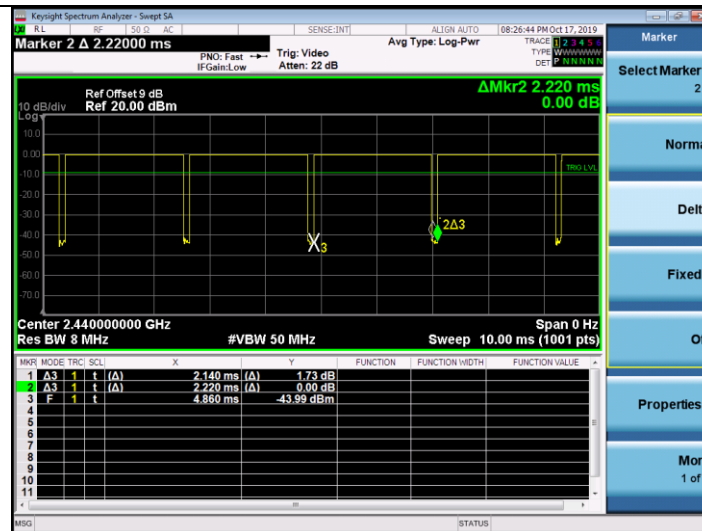 Keysight Spectrum Analyzer - Swept SA
RL RF 50 Ω AC SENSE:INT ALIGN AUTO 08:26:44 PM Oct 17, 2019
Marker 2 Δ 2.22000 ms
PNO: Fast
IFGain:Low
Trig: Video
Atten: 22 dB
Avg Type: Log-Pwr
TRACE 1 2 3 4 5 6
TYPE WWWWWW
DET P NNNNN
Ref Offset 9 dB
10 dB/div Ref 20.00 dBm
Log
ΔMkr2 2.220 ms
0.00 dB
10.0
0.00
TRIG LVL
-10.0
-20.0
-30.0
2Δ3
-40.0
3
-50.0
-60.0
-70.0
Center 2.440000000 GHz Span 0 Hz
Res BW 8 MHz #VBW 50 MHz Sweep 10.00 ms (1001 pts)
MKR MODE TRC SCL X Y FUNCTION FUNCTION WIDTH FUNCTION VALUE
1 Δ3 1 t (Δ) 2.140 ms (Δ) 1.73 dB
2 Δ3 1 t (Δ) 2.220 ms (Δ) 0.00 dB
3 F 1 t 4.860 ms -43.99 dBm
4
5
6
7
8
9
10
11
MSG STATUS
Marker
Select Marker
2
Norma
Delt
Fixed
Of
Properties
Mor
1 of